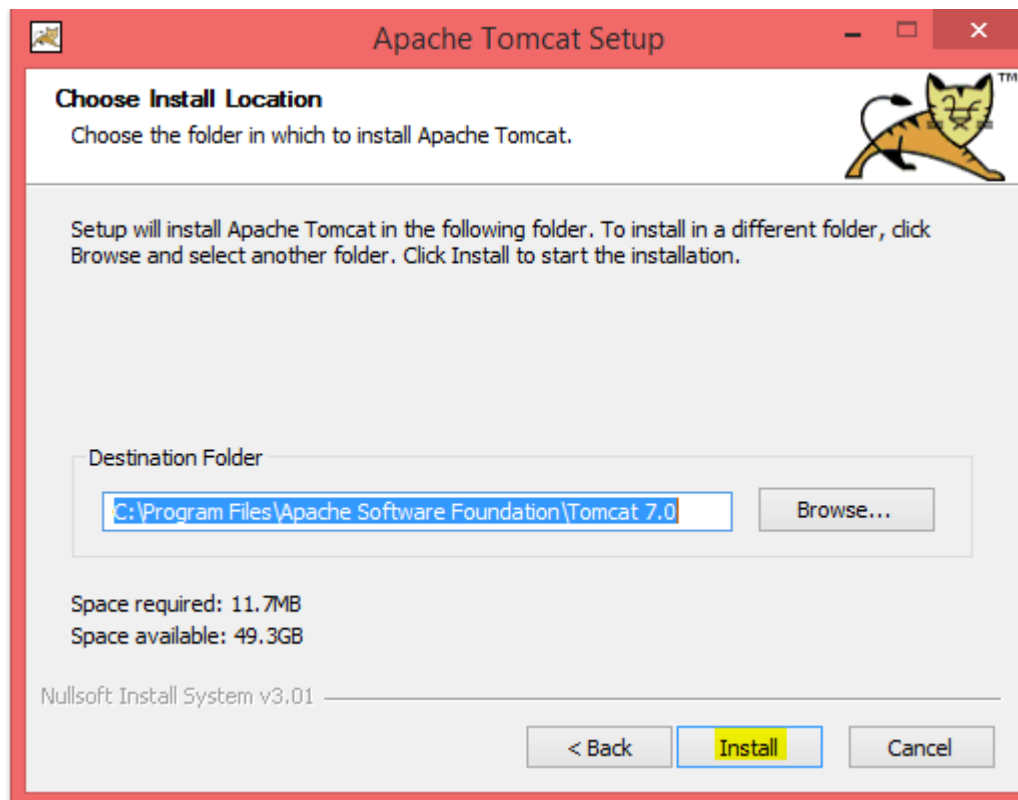 Apache Tomcat Setup
Choose Install Location
Choose the folder in which to install Apache Tomcat.
TM
Setup will install Apache Tomcat in the following folder. To install in a different folder, click
Browse and select another folder. Click Install to start the installation.
Destination Folder
C:\Program Files\Apache Software Foundation\Tomcat 7.0
Browse...
Space required: 11.7MB
Space available: 49.3GB
Nullsoft Install System v3.01
< Back
Install
Cancel